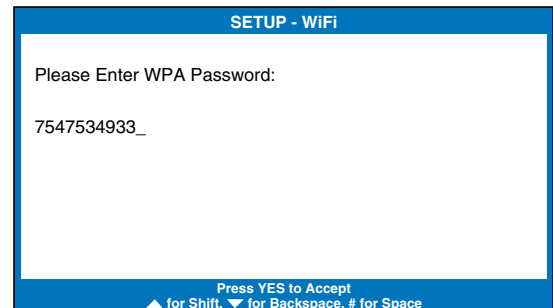 SETUP - WiFi
Please Enter WPA Password:
7547534933_
Press YES to Accept
▲ for Shift, ▼ for Backspace, # for Space